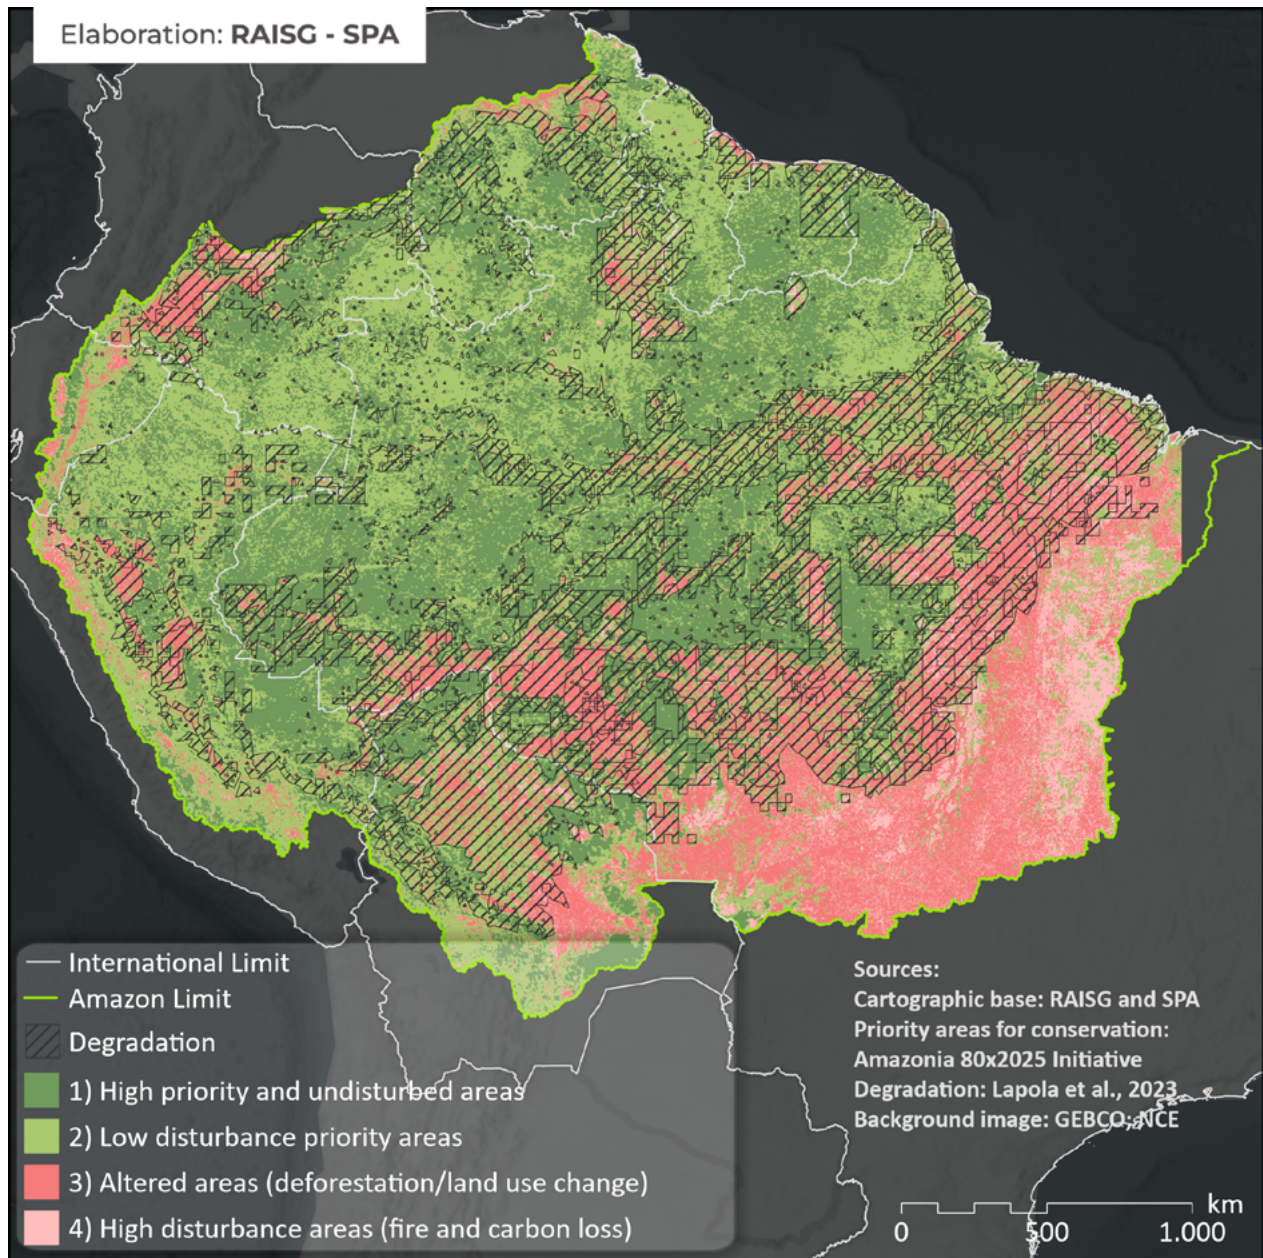 Elaboration: RAISG - SPA
International Limit
Amazon Limit
Degradation
1) High priority and undisturbed areas
2) Low disturbance priority areas
3) Altered areas (deforestation/land use change)
4) High disturbance areas (fire and carbon loss)
Sources:
Cartographic base: RAISG and SPA
Priority areas for conservation:
Amazonia 80x2025 Initiative
Degradation: Lapola et al., 2023
Background image: GEBCO; NCE
km
0 500 1.000